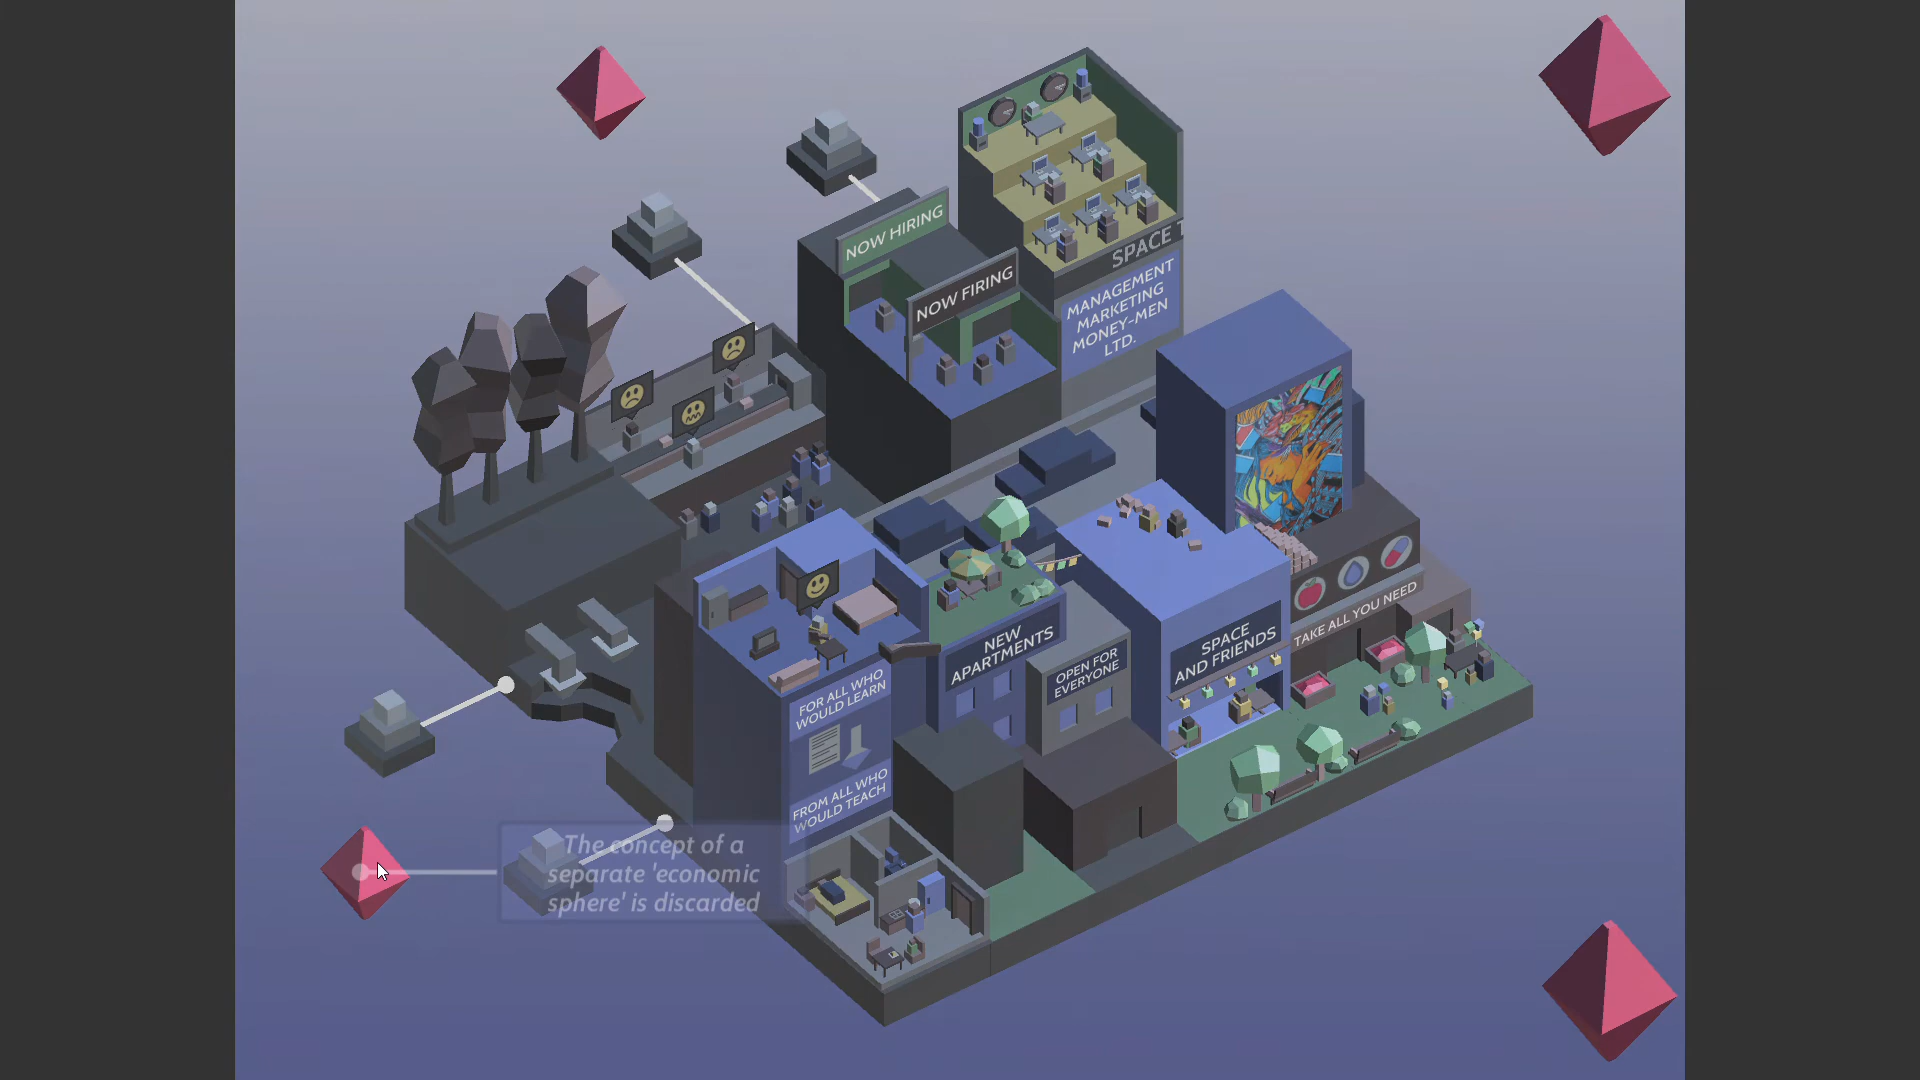 NOW HIRING
NOW FIRING
SPACE T
MANAGEMENT
MARKETING
MONEY-MEN
LTD.
NEW
APARTMENTS
OPEN FOR
EVERYONE
SPACE
AND FRIENDS
TAKE ALL YOU NEED
FOR ALL WHO
WOULD LEARN
FROM ALL WHO
WOULD TEACH
The concept of a
separate 'economic
sphere' is discarded